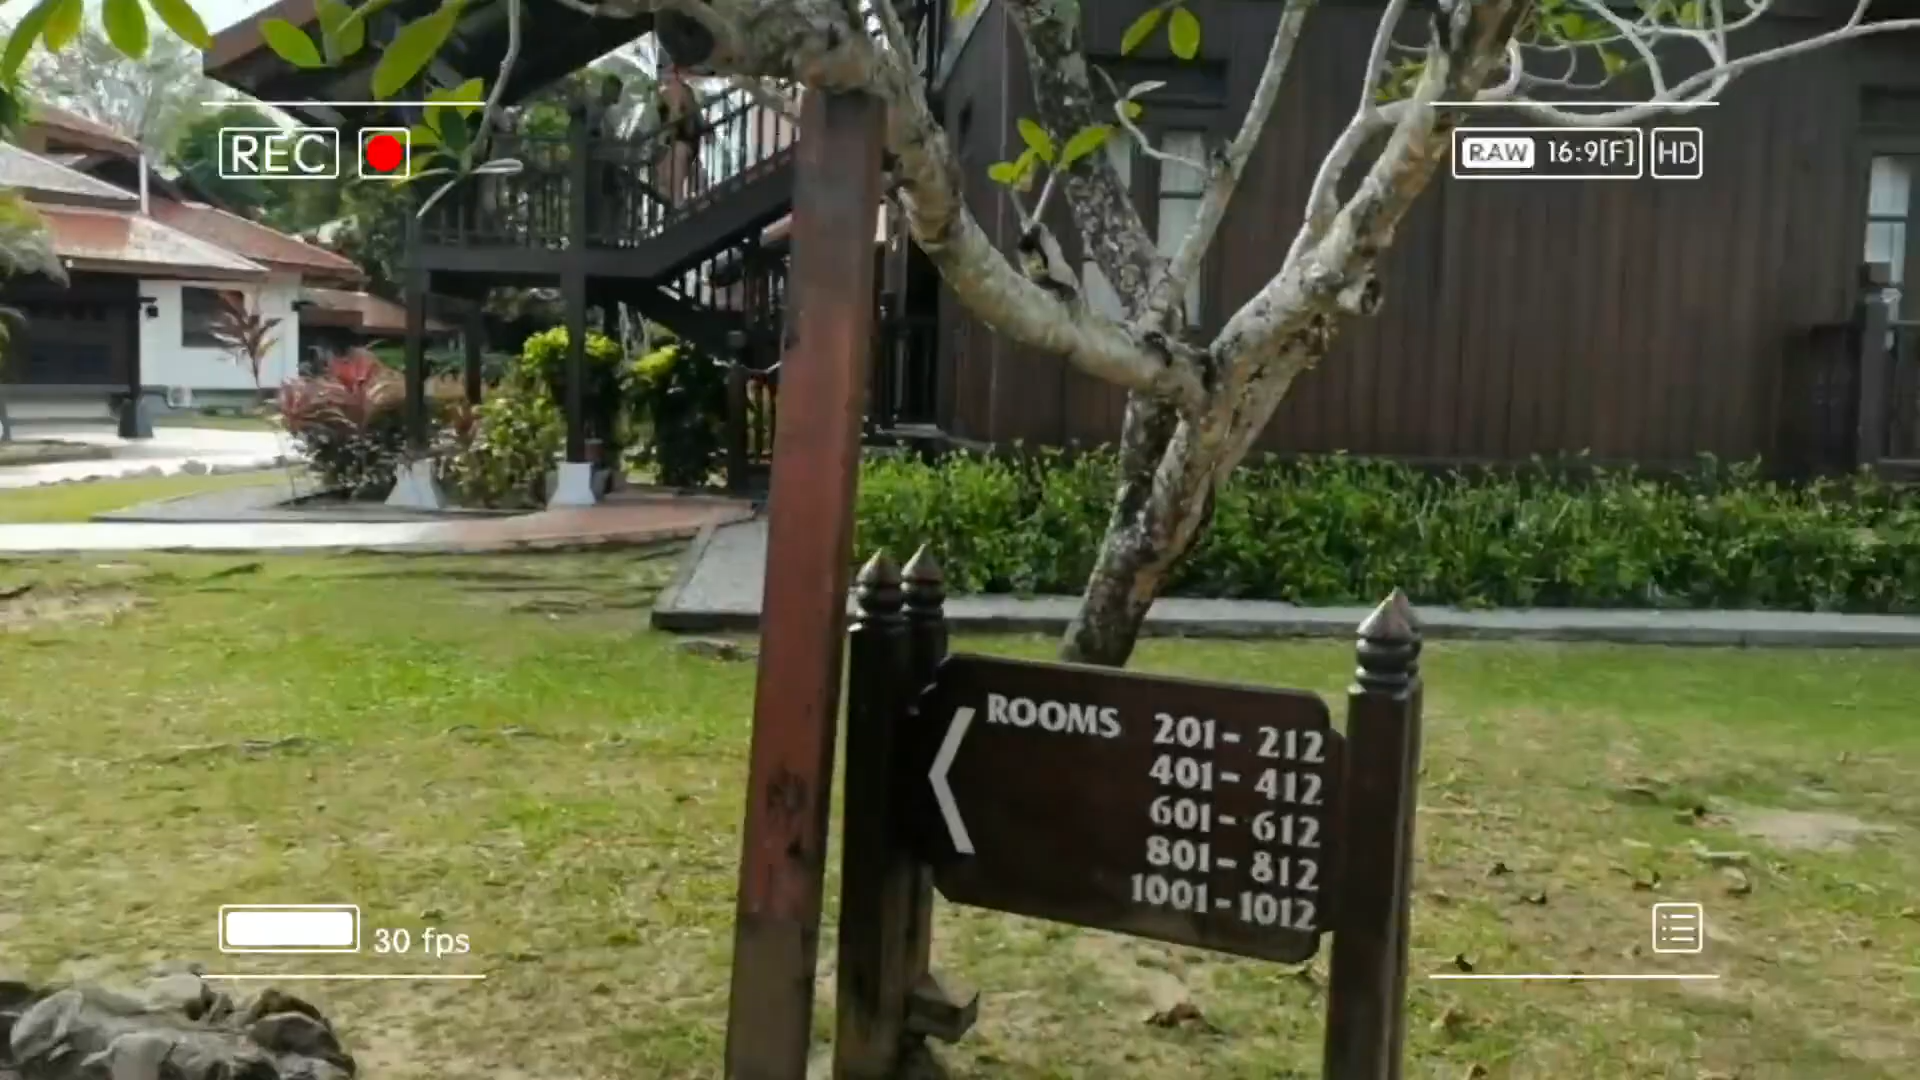 REC
RAW 16:9[F] HD
ROOMS 201- 212
401- 412
601- 612
801- 812
1001-1012
30 fps